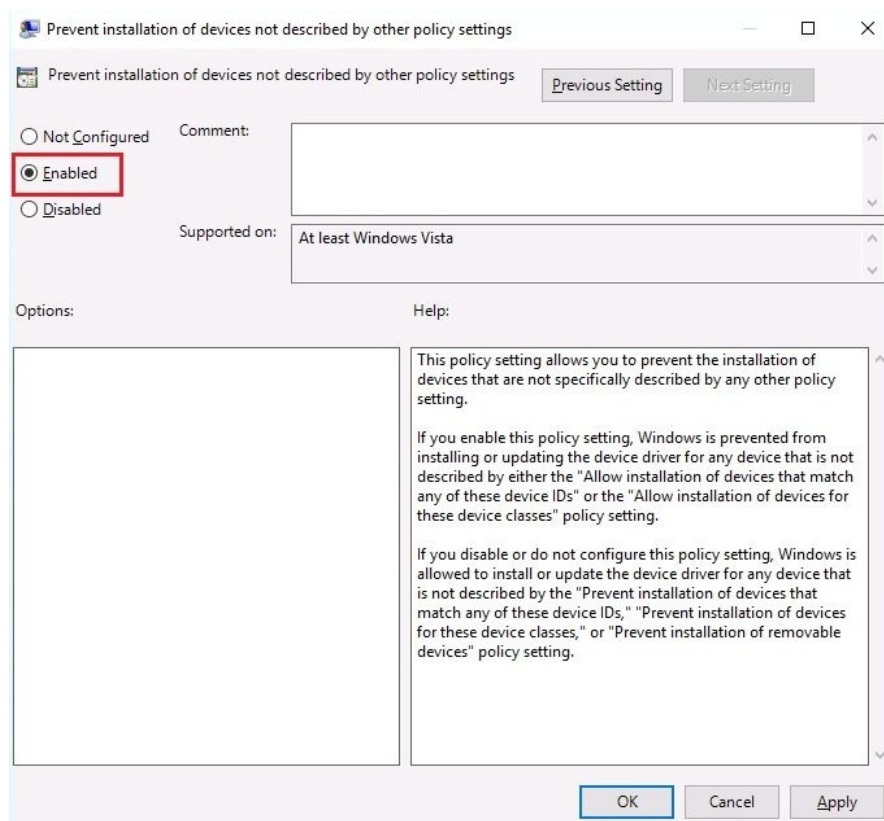 Prevent installation of devices not described by other policy settings
Prevent installation of devices not described by other policy settings
Previous Setting
Next Setting
Not Configured
Comment:
Enabled
Disabled
Supported on:
At least Windows Vista
Options:
Help:
This policy setting allows you to prevent the installation of
devices that are not specifically described by any other policy
setting.
If you enable this policy setting, Windows is prevented from
installing or updating the device driver for any device that is not
described by either the "Allow installation of devices that match
any of these device IDs" or the "Allow installation of devices for
these device classes" policy setting.
If you disable or do not configure this policy setting, Windows is
allowed to install or update the device driver for any device that
is not described by the "Prevent installation of devices that
match any of these device IDs," "Prevent installation of devices
for these device classes," or "Prevent installation of removable
devices" policy setting.
OK
Cancel
Apply